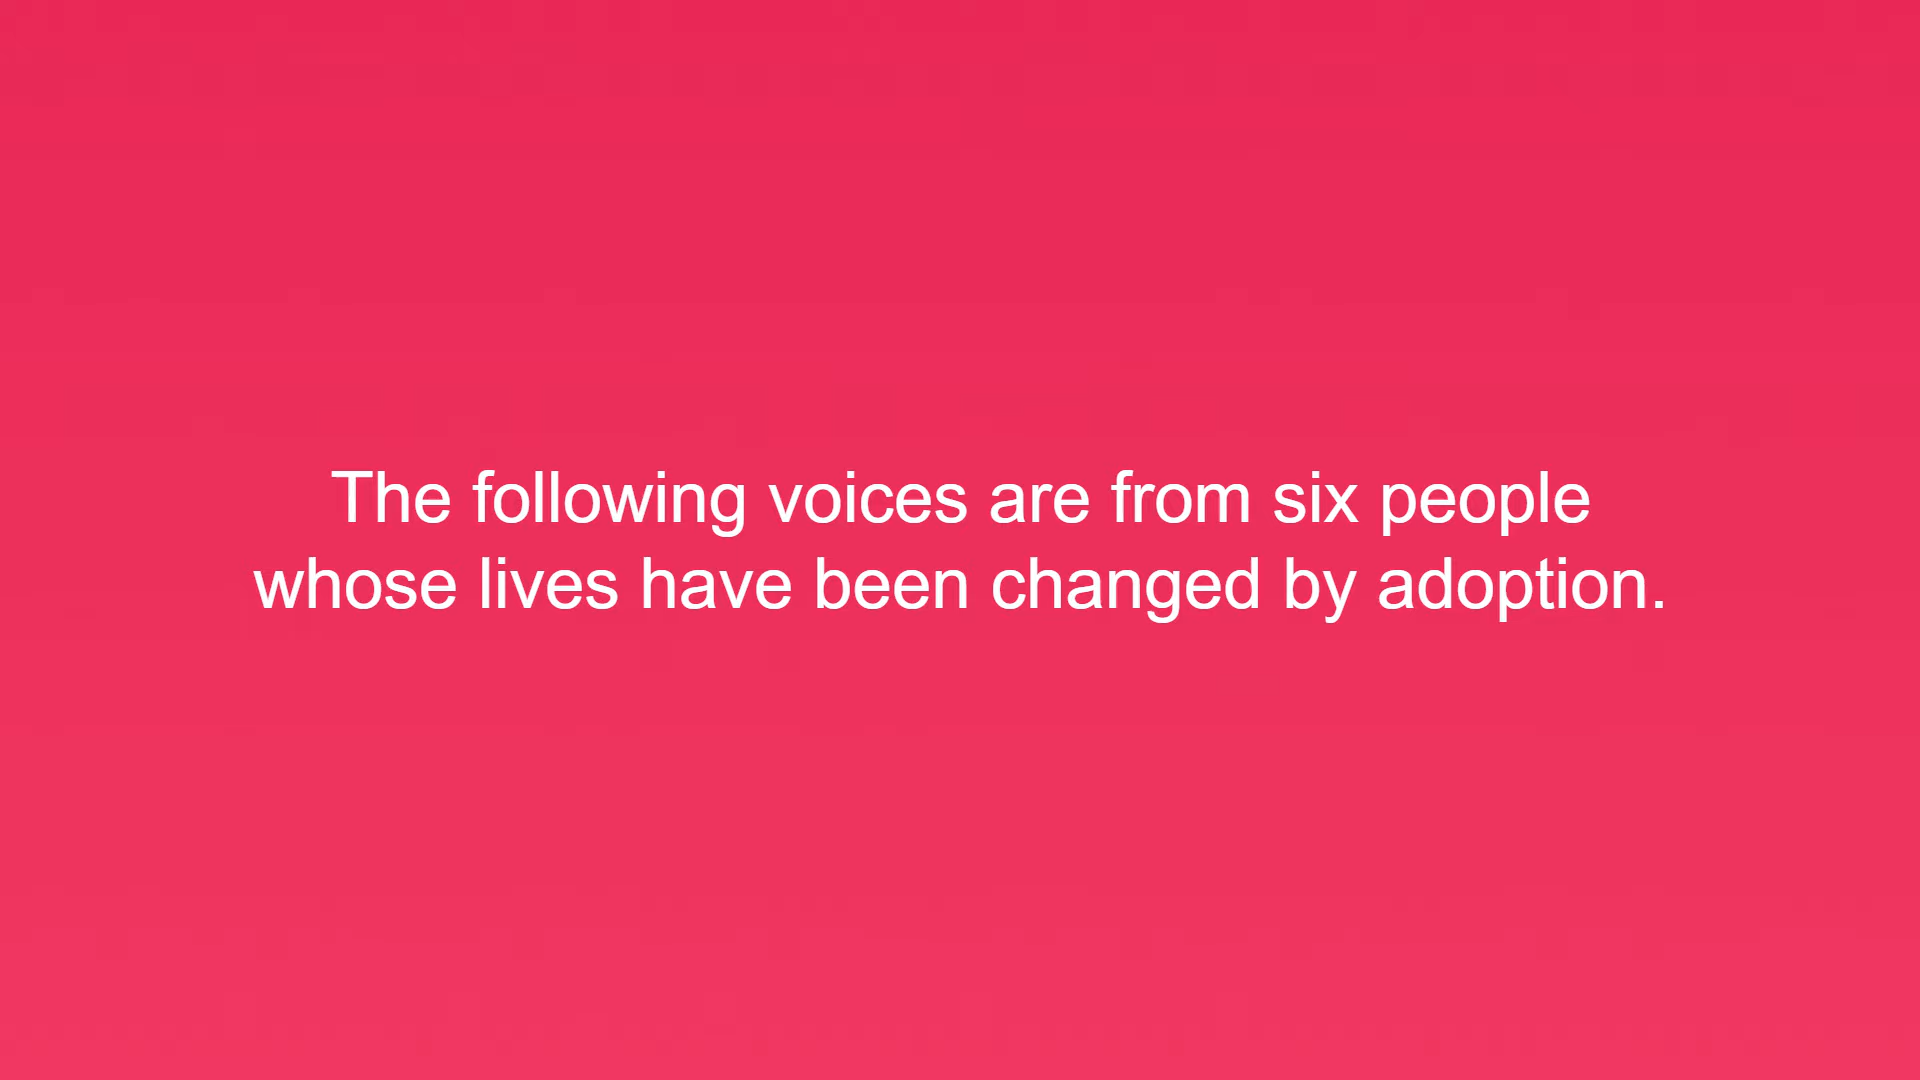 The following voices are from six people
whose lives have been changed by adoption.